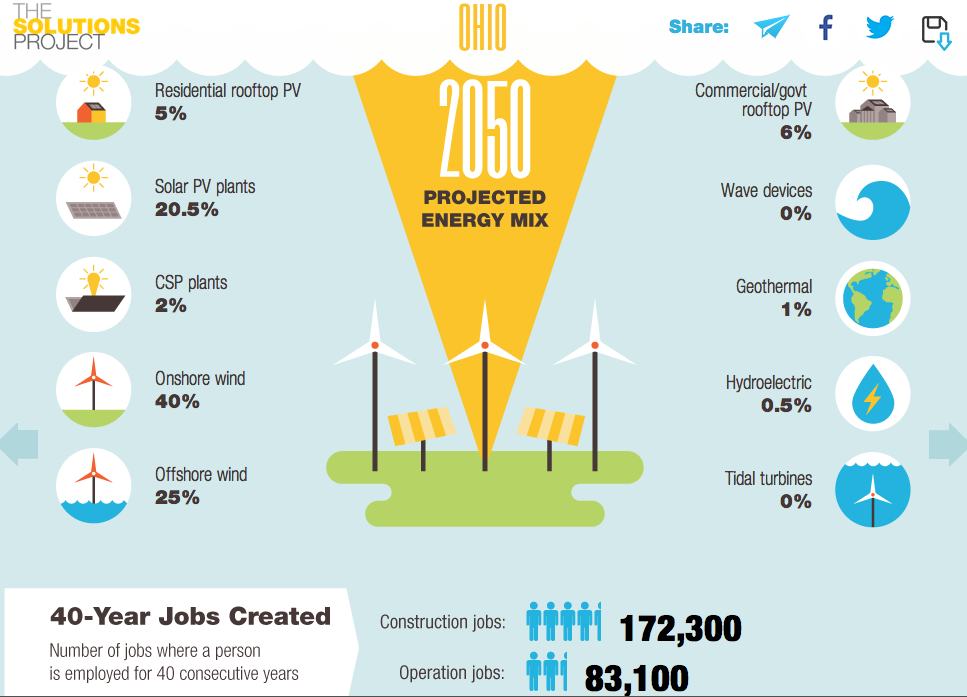 THE
SOLUTIONS
PROJECT
OHIO
Share:
2050
PROJECTED
ENERGY MIX
Residential rooftop PV
5%
Solar PV plants
20.5%
CSP plants
2%
Onshore wind
40%
Offshore wind
25%
Commercial/govt
rooftop PV
6%
Wave devices
0%
Geothermal
1%
Hydroelectric
0.5%
Tidal turbines
0%
40-Year Jobs Created
Number of jobs where a person
is employed for 40 consecutive years
Construction jobs:
172,300
Operation jobs:
83,100